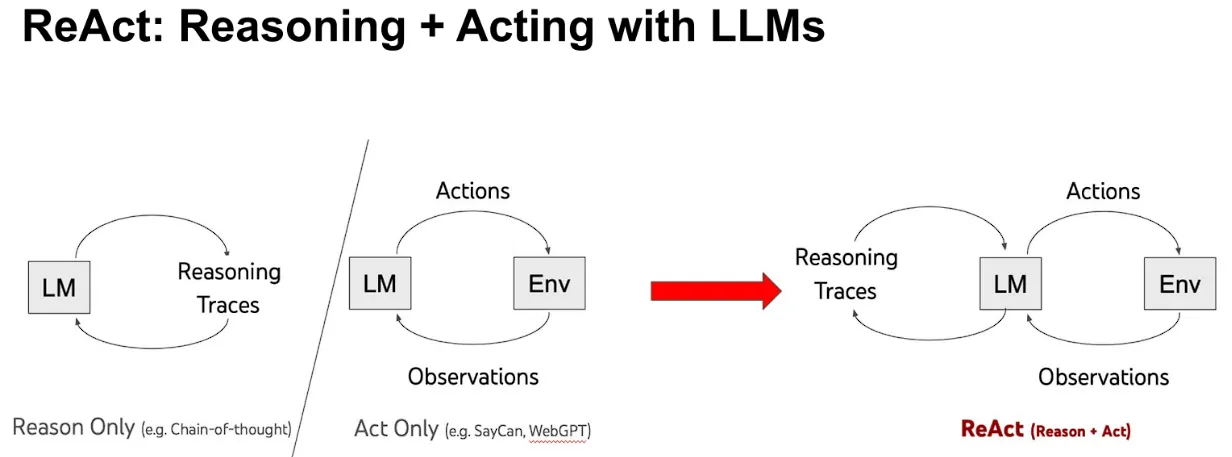 ReAct: Reasoning + Acting with LLMs
LM
Reasoning
Traces
Reason Only (e.g. Chain-of-thought)
Actions
LM
Env
Observations
Act Only (e.g. SayCan, WebGPT)
Actions
Reasoning
Traces
LM
Env
Observations
ReAct (Reason + Act)